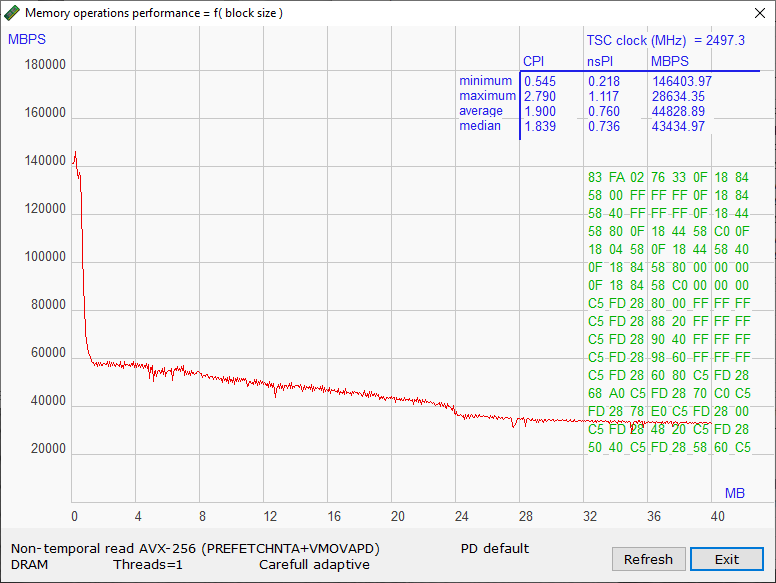 Memory operations performance = f( block size )
MBPS
TSC clock (MHz) = 2497.3
CPI nsPI MBPS
minimum 0.545 0.218 146403.97
maximum 2.790 1.117 28634.35
average 1.900 0.760 44828.89
median 1.839 0.736 43434.97
180000
160000
140000
120000
100000
80000
60000
40000
20000
83 FA 02 76 33 0F 18 84
58 00 FF FF FF 0F 18 84
58 40 FF FF FF 0F 18 44
58 80 0F 18 44 58 C0 0F
18 04 58 0F 18 44 58 40
0F 18 84 58 80 00 00 00
0F 18 84 58 C0 00 00 00
C5 FD 28 80 00 FF FF FF
C5 FD 28 88 20 FF FF FF
C5 FD 28 90 40 FF FF FF
C5 FD 28 98 60 FF FF FF
C5 FD 28 60 80 C5 FD 28
68 A0 C5 FD 28 70 C0 C5
FD 28 78 E0 C5 FD 28 00
C5 FD 28 48 20 C5 FD 28
50 40 C5 FD 28 58 60 C5
MB
0 4 8 12 16 20 24 28 32 36 40
Non-temporal read AVX-256 (PREFETCHNTA+VMOVAPD) PD default
DRAM Threads=1 Carefull adaptive
Refresh Exit